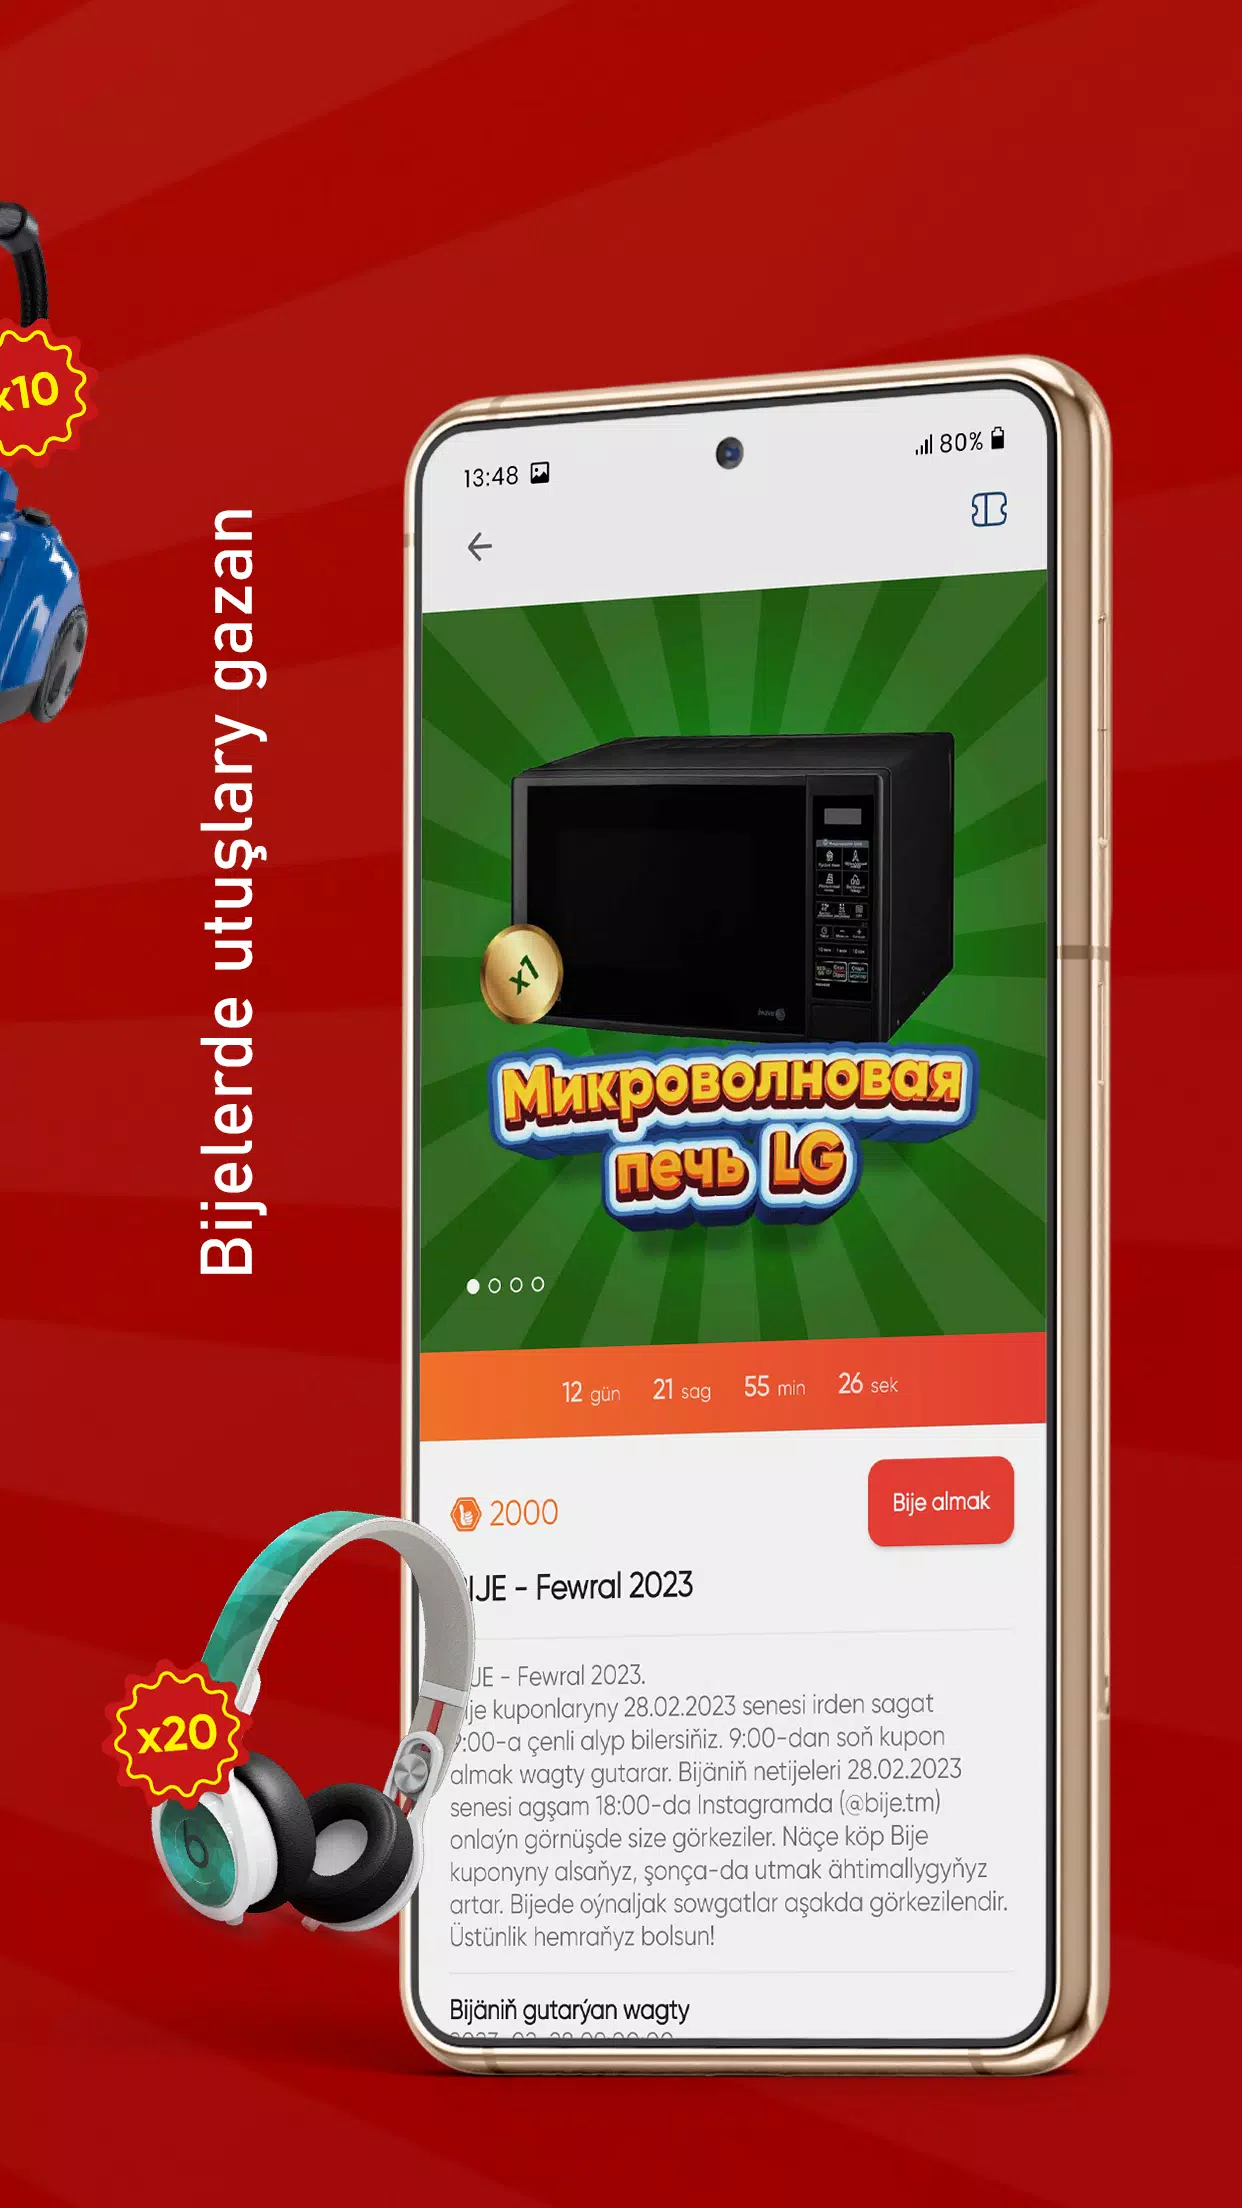 x10
Bijelerde utuşlary gazan
13:48
80%
x1
Микроволновая
печь LG
12 gün 21 sag 55 min 26 sek
2000
Bije almak
IJE - Fewral 2023
JE - Fewral 2023.
je kuponlaryny 28.02.2023 senesi irden sagat
9:00-a çenli alyp bilersiňiz. 9:00-dan soň kupon
almak wagty gutarar. Bijäniň netijeleri 28.02.2023
senesi agşam 18:00-da Instagramda (@bije.tm)
onlaýn görnüşde size görkeziler. Näçe köp Bije
kuponyny alsaňyz, şonça-da utmak ähtimallygyňyz
artar. Bijede oýnaljak sowgatlar aşakda görkezilendir.
Üstünlik hemraňyz bolsun!
Bijäniň gutarýan wagty
x20
b